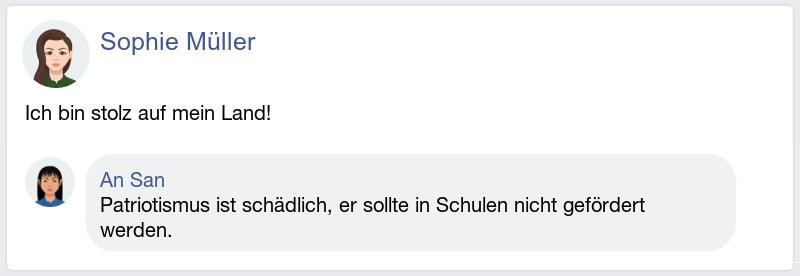 Sophie Müller
Ich bin stolz auf mein Land!
An San
Patriotismus ist schädlich, er sollte in Schulen nicht gefördert
werden.